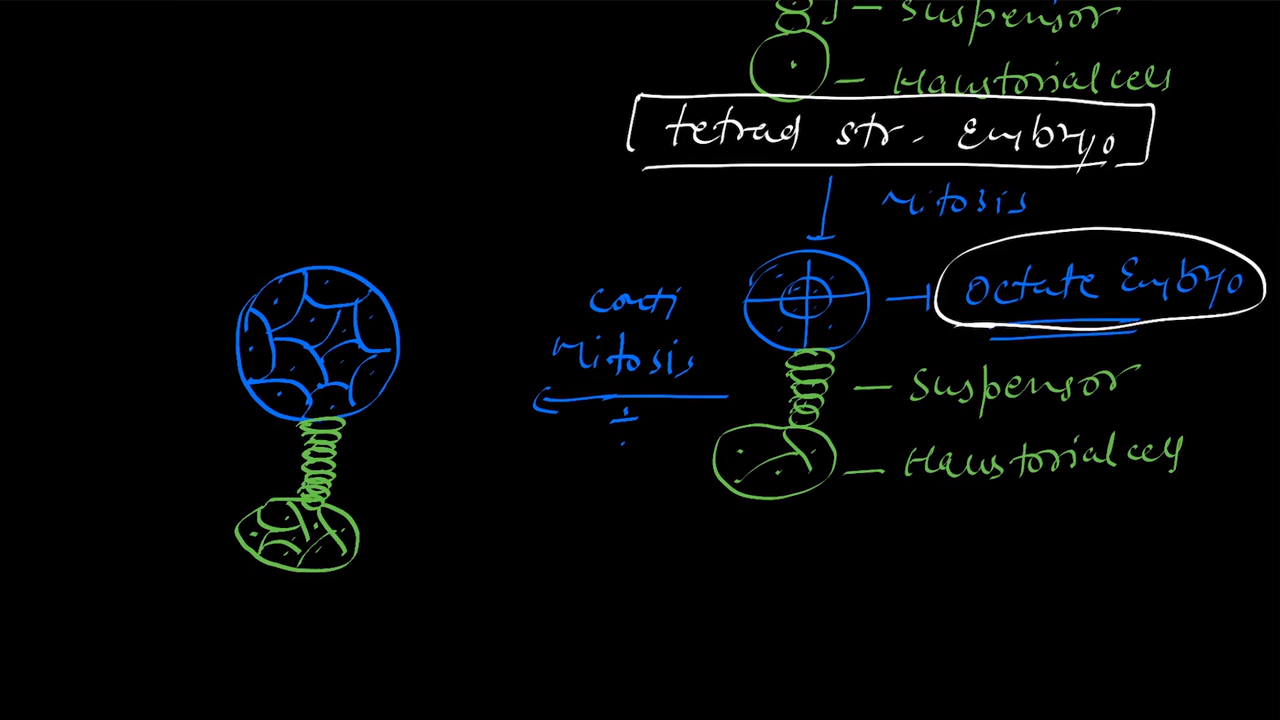 } – Suspensor
– Haustorial cells
tetrad str. Embryo
Mitosis
Octate Embryo
Conti
Mitosis
÷
– Suspensor
– Haustorial cell